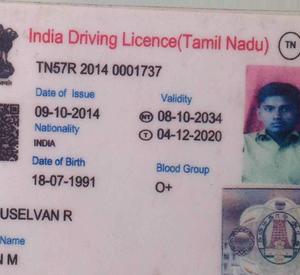 India Driving Licence(Tamil Nadu) TN
TN57R 2014 0001737
Date of Issue Validity
09-10-2014 NT 08-10-2034
Nationality T 04-12-2020
INDIA
Date of Birth Blood Group
18-07-1991 O+
USELVAN R
Name
N M